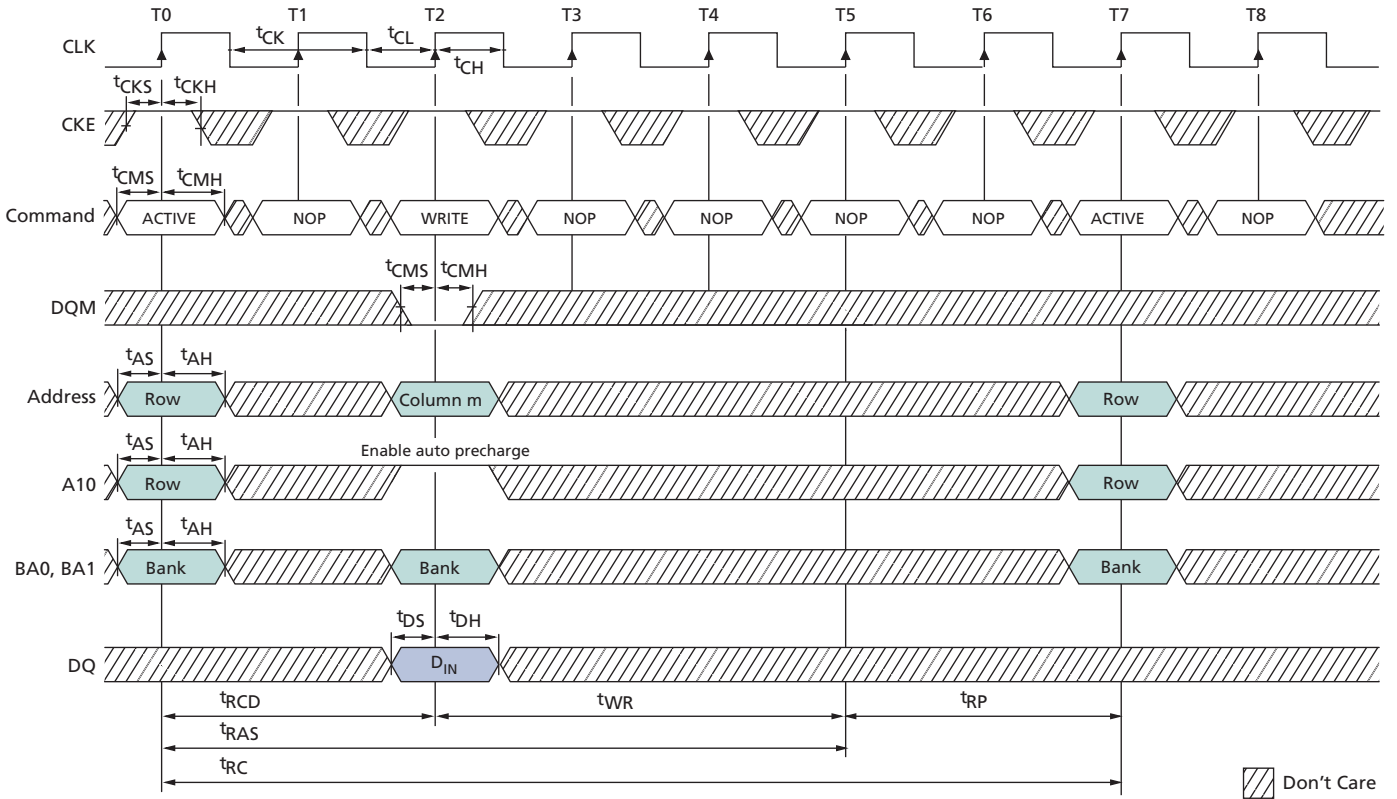 T0 T1 T2 T3 T4 T5 T6 T7 T8
CLK
tCK tCL
tCH
tCKS tCKH
CKE
tCMS tCMH
Command ACTIVE NOP WRITE NOP NOP NOP NOP ACTIVE NOP
tCMS tCMH
DQM
tAS tAH
Address Row Column m Row
tAS tAH Enable auto precharge
A10 Row Row
tAS tAH
BA0, BA1 Bank Bank Bank
tDS tDH
DQ DIN
tRCD tWR tRP
tRAS
tRC
Don't Care